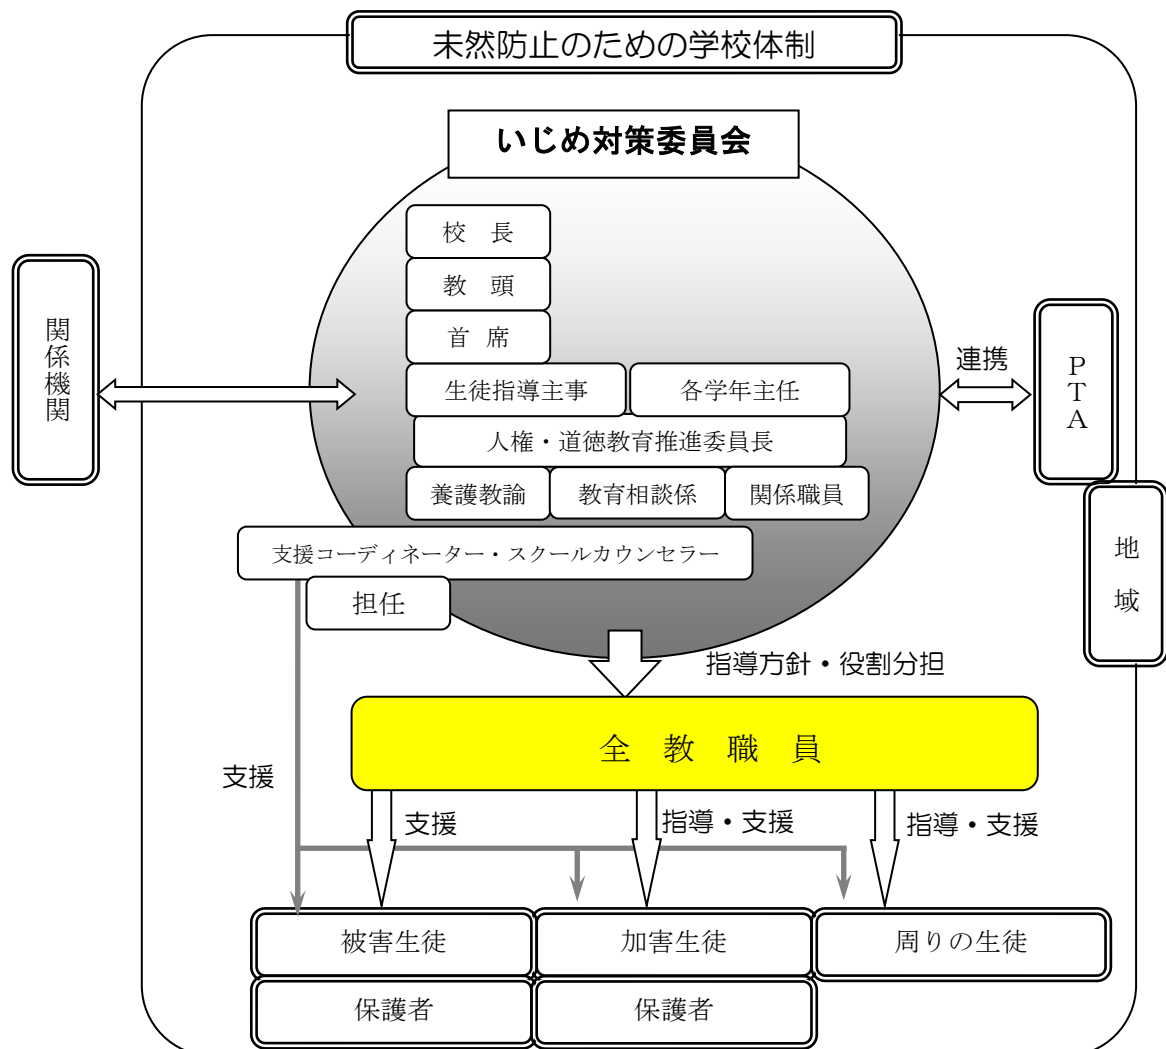 未然防止のための学校体制
いじめ対策委員会
校 長
教 頭
首 席
生徒指導主事
各学年主任
人権・道徳教育推進委員長
養護教諭
教育相談係
関係職員
支援コーディネーター・スクールカウンセラー
担任
関係機関
連携
PTA
地域
指導方針・役割分担
全 教 職 員
支援
支援
指導・支援
指導・支援
被害生徒
加害生徒
周りの生徒
保護者
保護者